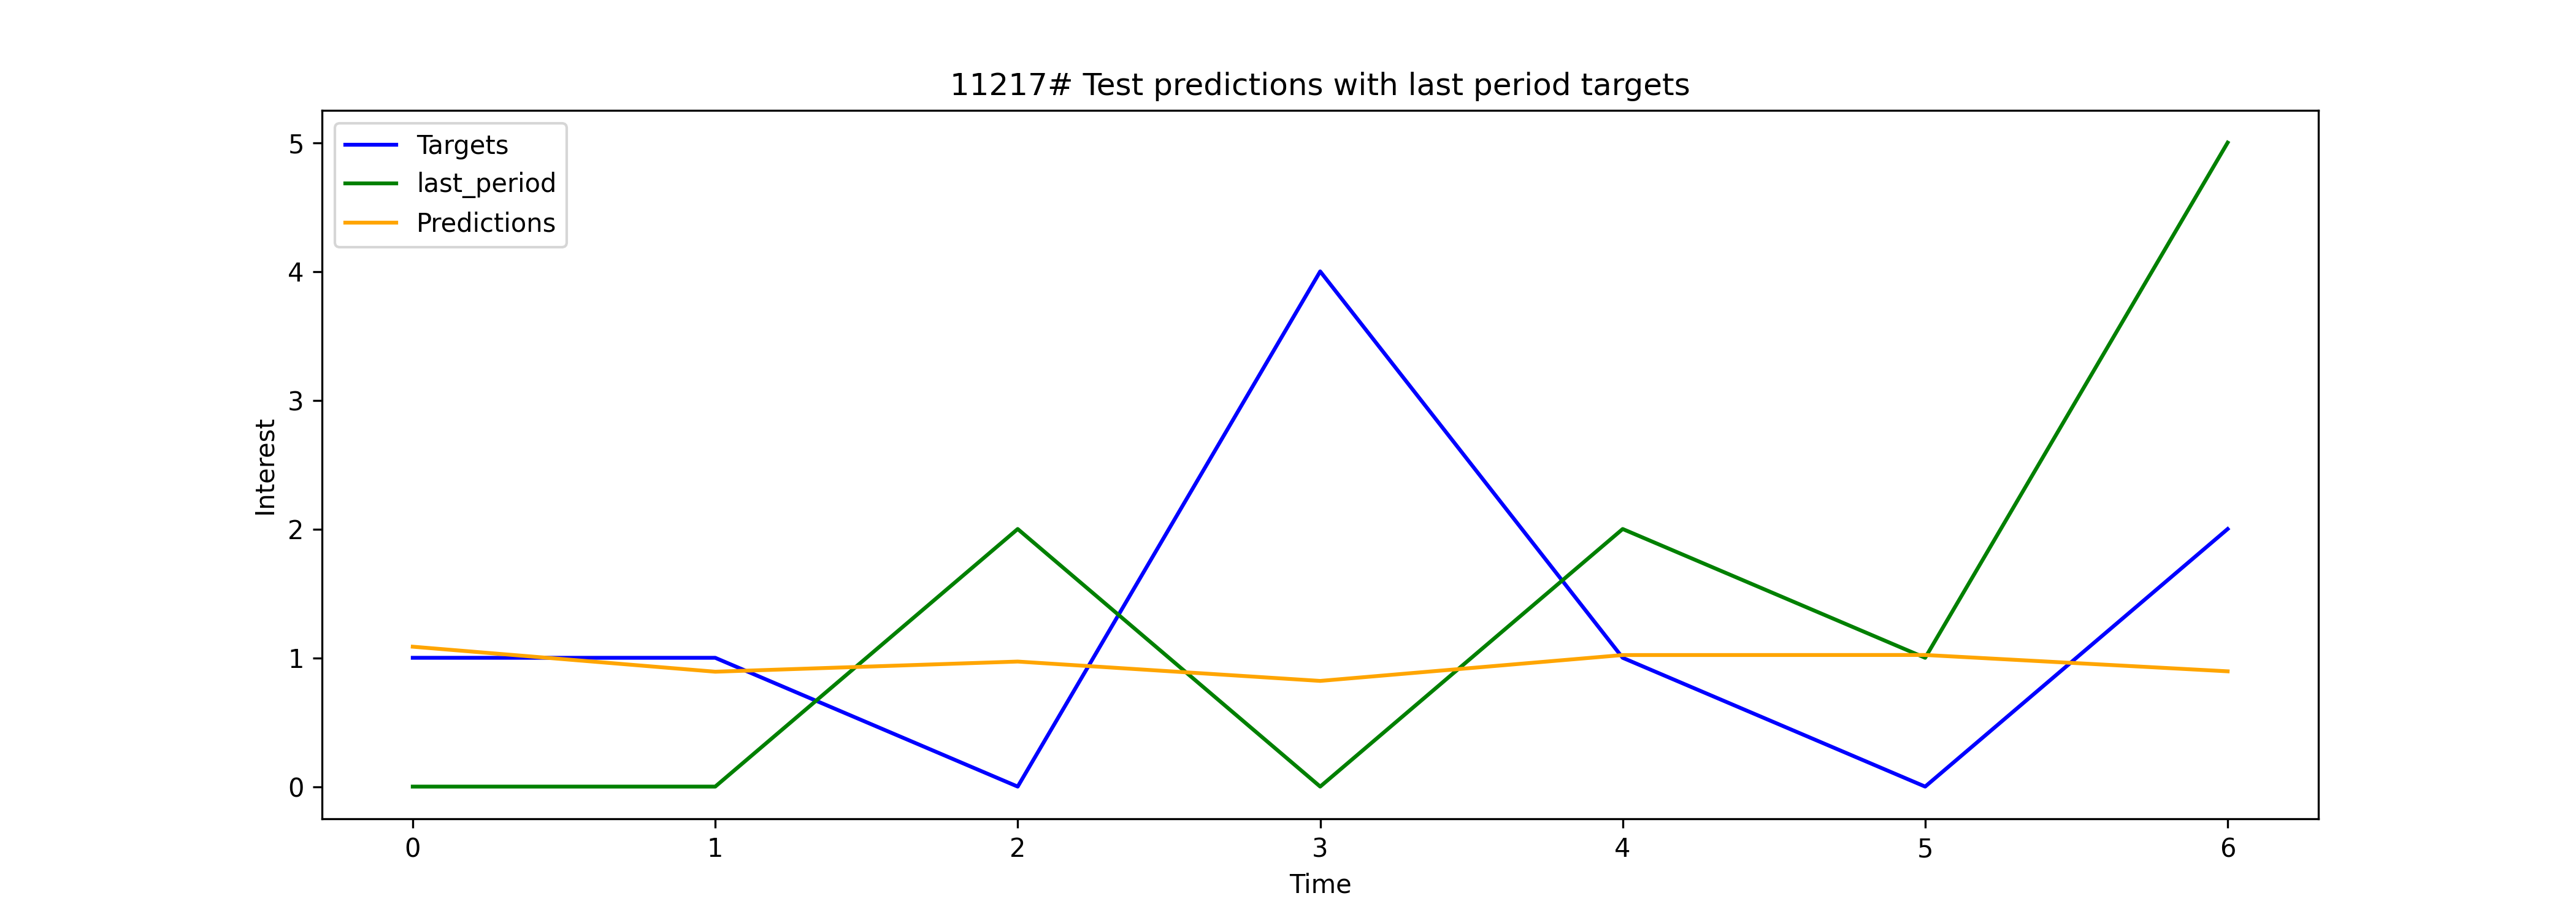 11217# Test predictions with last period targets
Targets
last_period
Predictions
5
4
3
2
1
0
Interest
0 1 2 3 4 5 6
Time